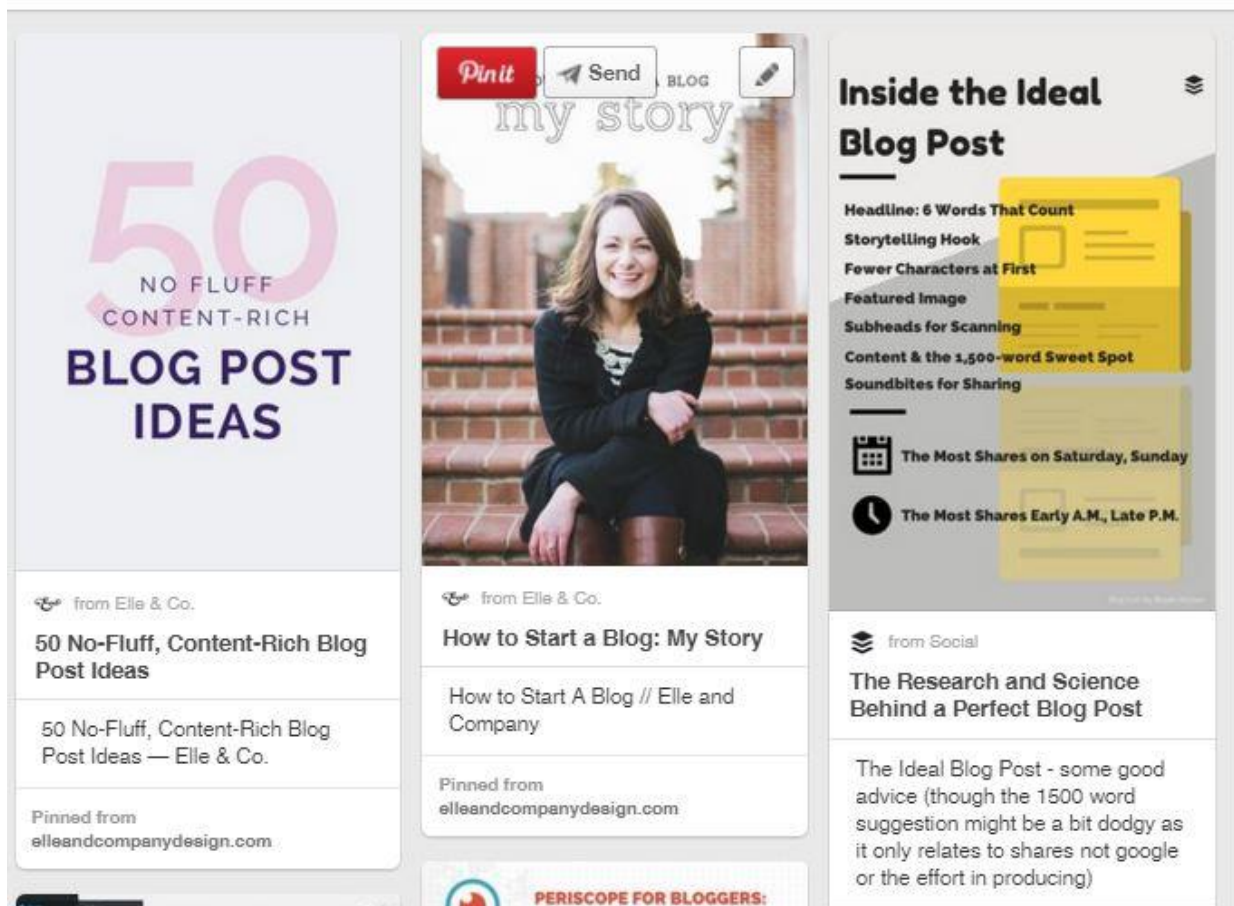 50
NO FLUFF
CONTENT-RICH
BLOG POST
IDEAS
from Elle & Co.
50 No-Fluff, Content-Rich Blog
Post Ideas
50 No-Fluff, Content-Rich Blog
Post Ideas — Elle & Co.
Pinned from
elleandcompanydesign.com
Pin it
Send
BLOG
my story
from Elle & Co.
How to Start a Blog: My Story
How to Start A Blog // Elle and
Company
Pinned from
elleandcompanydesign.com
PERISCOPE FOR BLOGGERS:
Inside the Ideal
Blog Post
Headline: 6 Words That Count
Storytelling Hook
Fewer Characters at First
Featured Image
Subheads for Scanning
Content & the 1,500-word Sweet Spot
Soundbites for Sharing
The Most Shares on Saturday, Sunday
The Most Shares Early A.M., Late P.M.
from Social
The Research and Science
Behind a Perfect Blog Post
The Ideal Blog Post - some good
advice (though the 1500 word
suggestion might be a bit dodgy as
it only relates to shares not google
or the effort in producing)